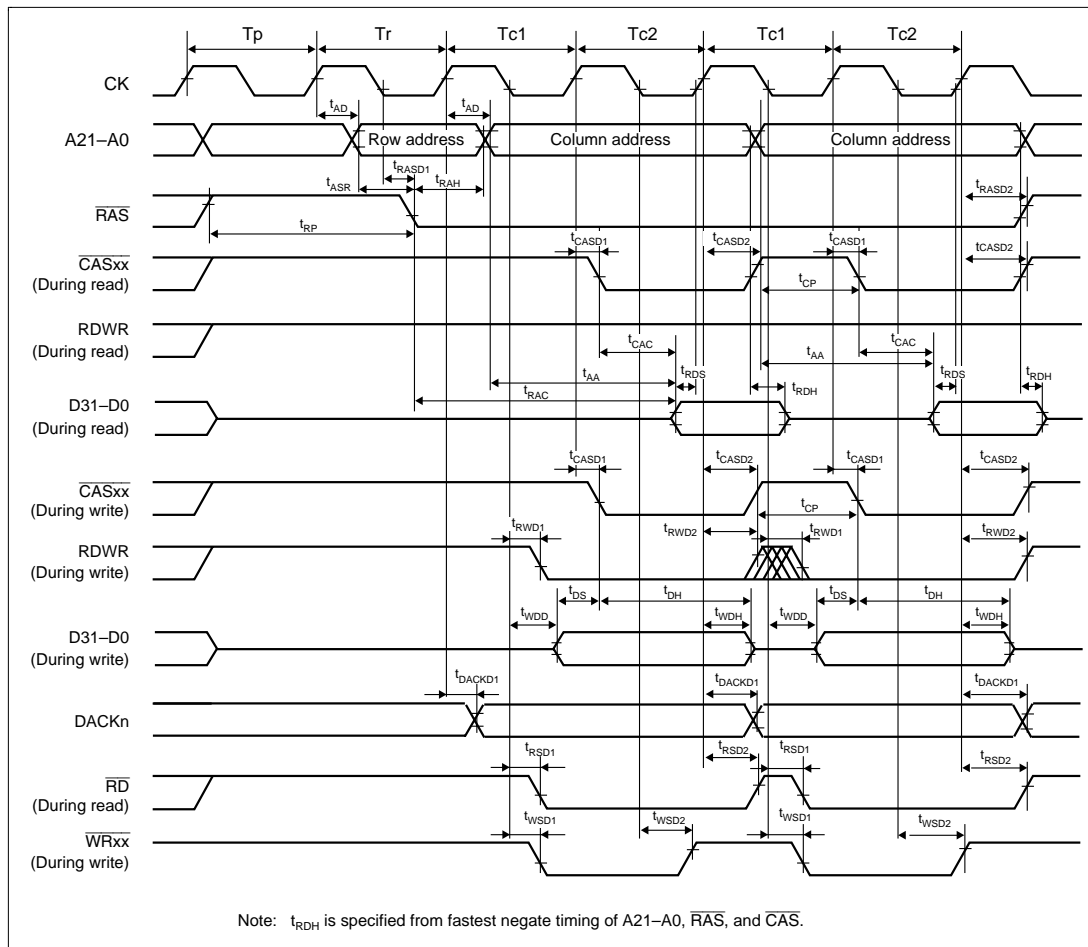 Tp Tr Tc1 Tc2 Tc1 Tc2
CK
tAD tAD
A21–A0 Row address Column address Column address
tRASD1
tASR tRAH tRASD2
RAS
tRP
tCASD1 tCASD2 tCASD1 tCASD2
CASxx
(During read)
tCP
RDWR
(During read)
tCAC tCAC
tAA tAA
tRDS tRDS
tRAC tRDH tRDH
D31–D0
(During read)
tCASD1 tCASD2 tCASD1 tCASD2
CASxx
(During write)
tCP
tRWD1 tRWD2 tRWD1 tRWD2
RDWR
(During write)
tDS tDH tDS tDH
tWDD tWDH tWDD tWDH
D31–D0
(During write)
tDACKD1 tDACKD1 tDACKD1
DACKn
tRSD1 tRSD2 tRSD1 tRSD2
RD
(During read)
tWSD1 tWSD2 tWSD1 tWSD2
WRxx
(During write)
Note: tRDH is specified from fastest negate timing of A21–A0, RAS, and CAS.